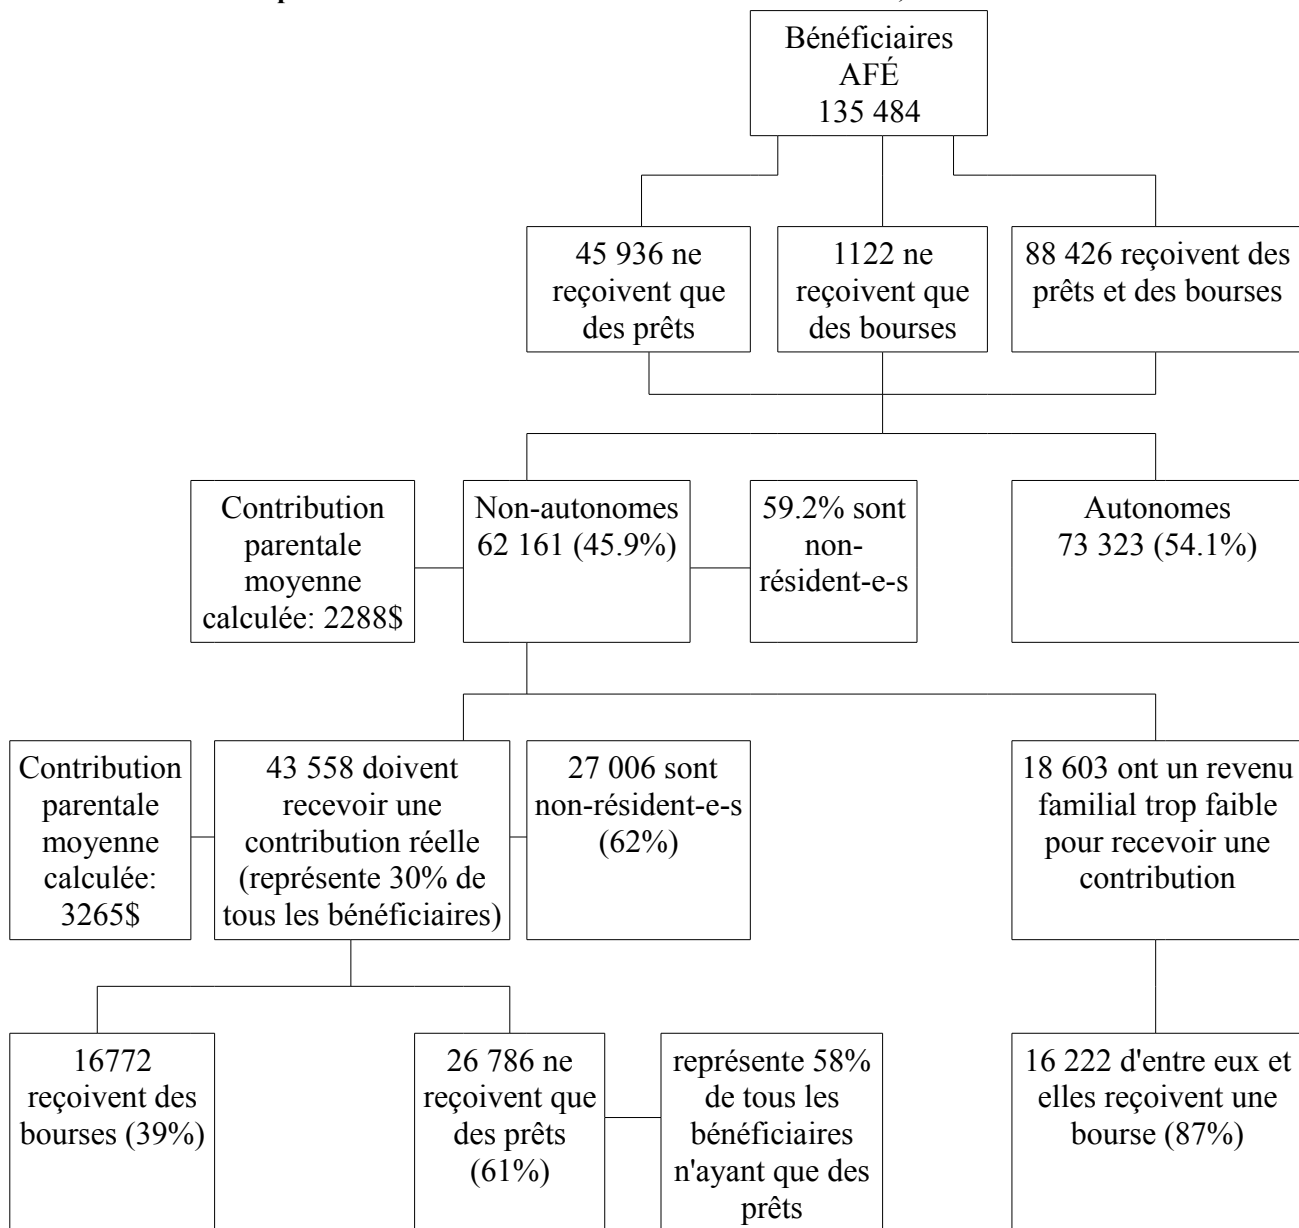 Bénéficiaires
AFÉ
135 484
45 936 ne
reçoivent que
des prêts
1122 ne
reçoivent que
des bourses
88 426 reçoivent des
prêts et des bourses
Contribution
parentale
moyenne
calculée: 2288$
Non-autonomes
62 161 (45.9%)
59.2% sont
non-
résident-e-s
Autonomes
73 323 (54.1%)
Contribution
parentale
moyenne
calculée:
3265$
43 558 doivent
recevoir une
contribution réelle
(représente 30% de
tous les bénéficiaires)
27 006 sont
non-résident-e-s
(62%)
18 603 ont un revenu
familial trop faible
pour recevoir une
contribution
16772
reçoivent des
bourses (39%)
26 786 ne
reçoivent que
des prêts
(61%)
représente 58%
de tous les
bénéficiaires
n'ayant que des
prêts
16 222 d'entre eux et
elles reçoivent une
bourse (87%)